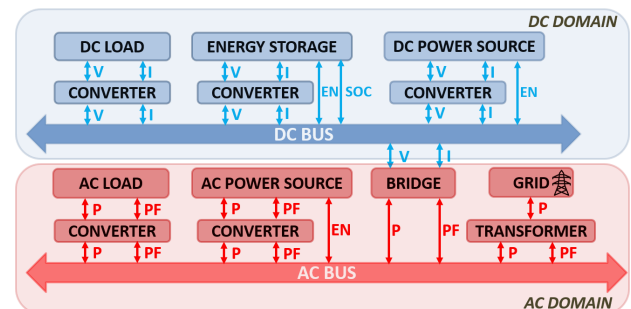 DC DOMAIN
DC LOAD ENERGY STORAGE DC POWER SOURCE
V I V I V I
CONVERTER CONVERTER EN SOC CONVERTER EN
V I V I V I
DC BUS
V I
AC LOAD AC POWER SOURCE BRIDGE GRID
P PF P PF P
CONVERTER CONVERTER EN P PF TRANSFORMER
P PF P PF P PF
AC BUS
AC DOMAIN